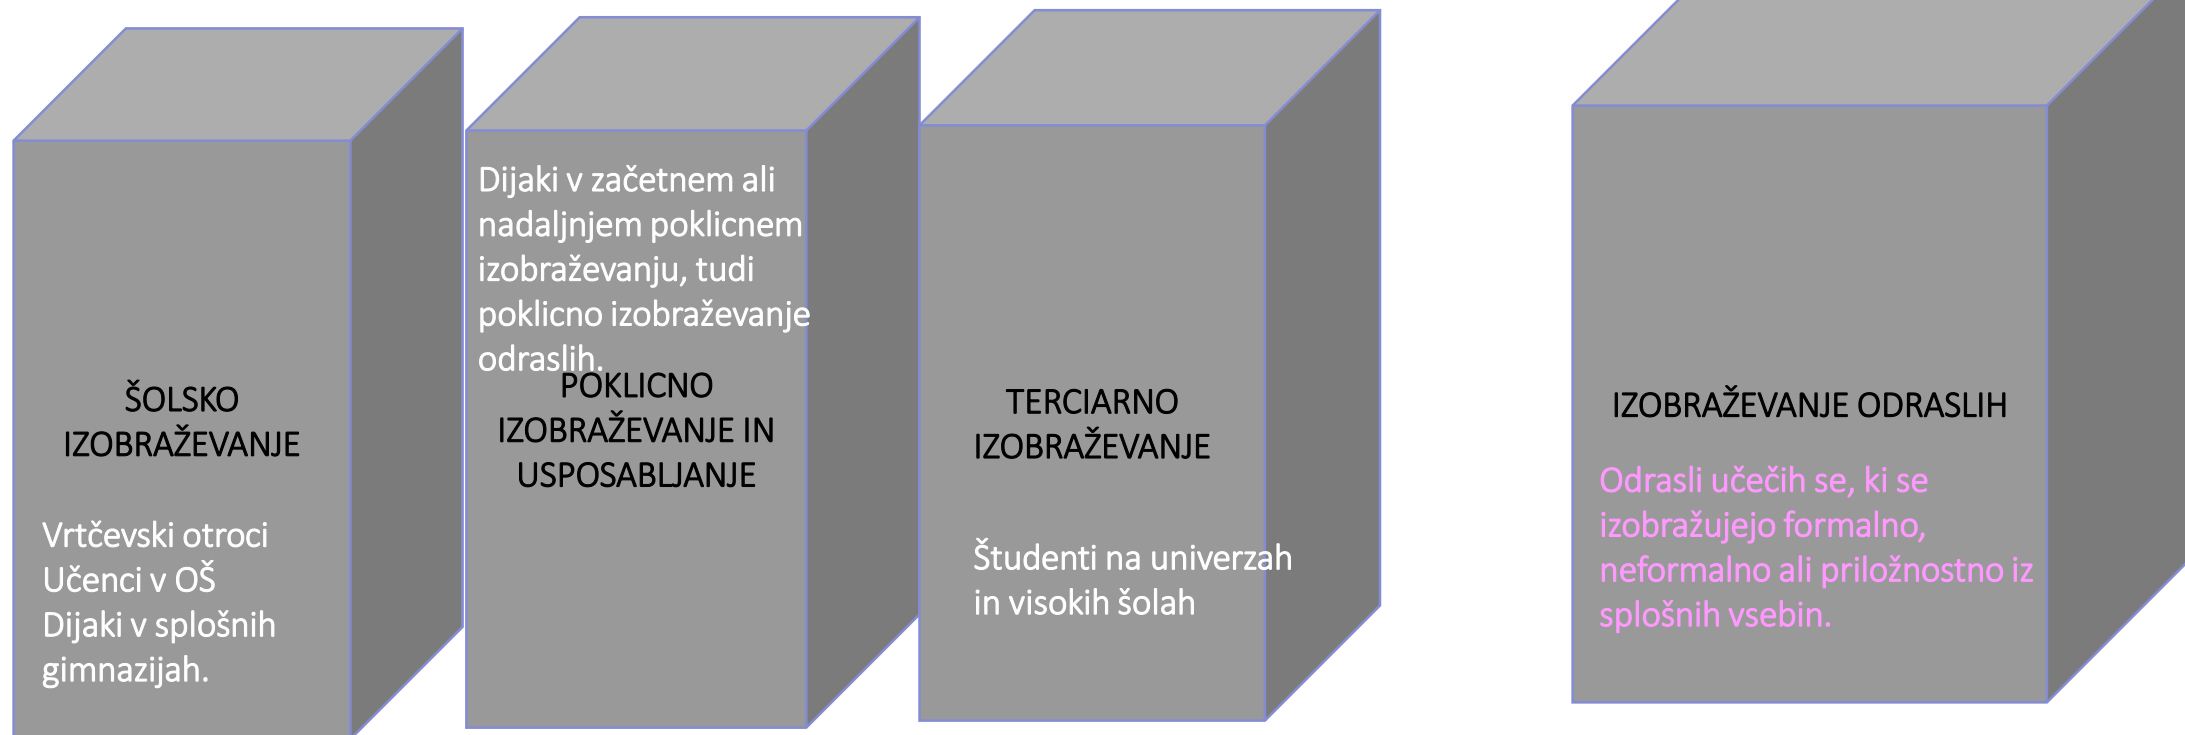 ŠOLSKO
IZOBRAŽEVANJE
Vrtčevski otroci
Učenci v OŠ
Dijaki v splošnih
gimnazijah.
Dijaki v začetnem ali
nadaljnjem poklicnem
izobraževanju, tudi
poklicno izobraževanje
odraslih.
POKLICNO
IZOBRAŽEVANJE IN
USPOSABLJANJE
TERCIARNO
IZOBRAŽEVANJE
Študenti na univerzah
in visokih šolah
IZOBRAŽEVANJE ODRASLIH
Odrasli učečih se, ki se
izobražujejo formalno,
neformalno ali priložnostno iz
splošnih vsebin.